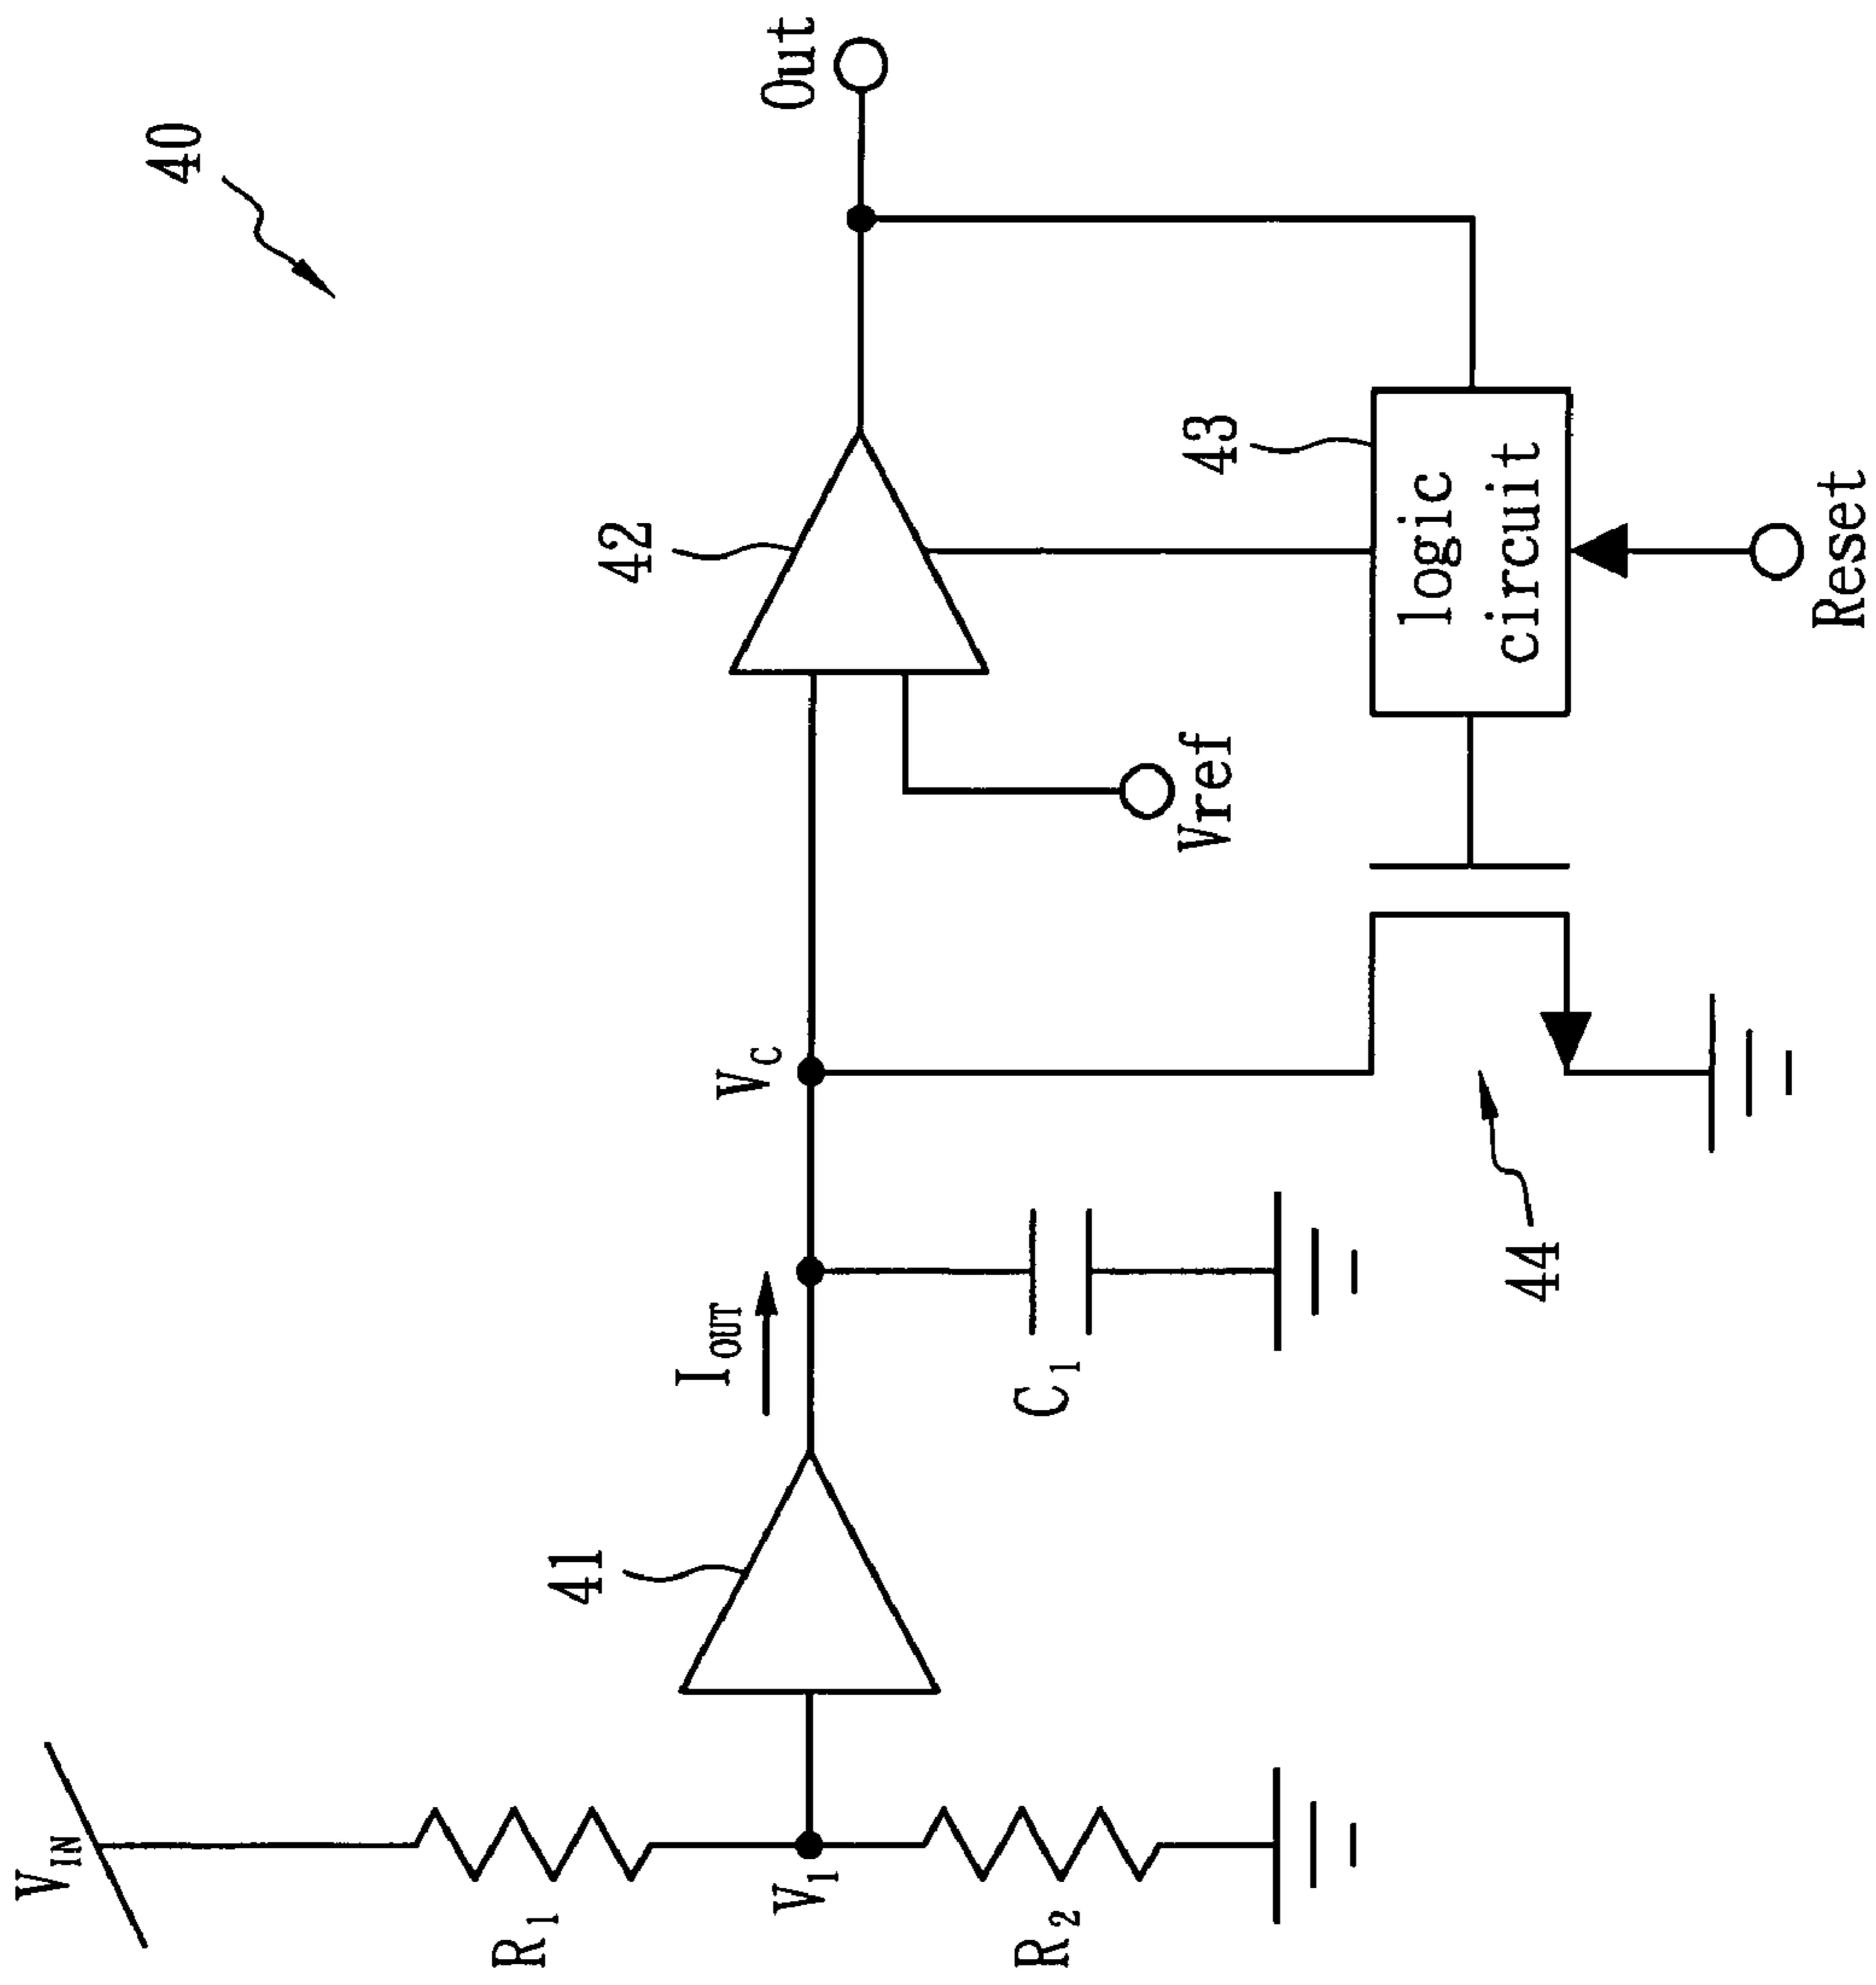 40
Out
42
V_C
I_OUT
41
V_IN
R_1
V_1
R_2
C_1
Vref
43
logic
circuit
44
Reset